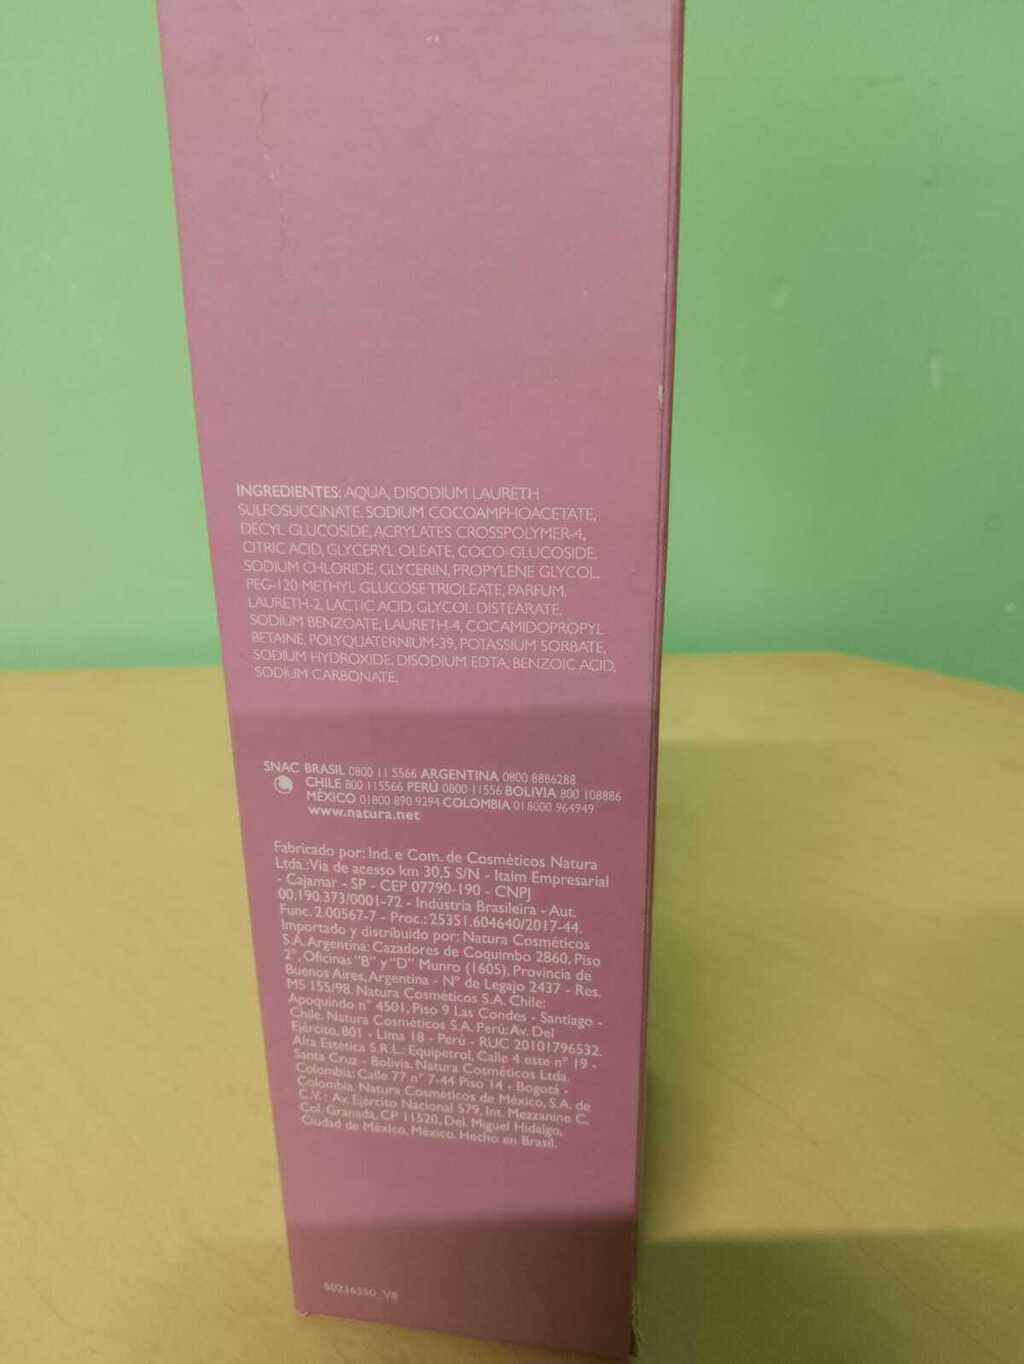 INGREDIENTES: AQUA, DISODIUM LAURETH
SULFOSUCCINATE, SODIUM COCOAMPHOACETATE,
DECYL GLUCOSIDE, ACRYLATES CROSSPOLYMER-4,
CITRIC ACID, GLYCERYL OLEATE, COCO-GLUCOSIDE,
SODIUM CHLORIDE, GLYCERIN, PROPYLENE GLYCOL,
PEG-120 METHYL GLUCOSE TRIOLEATE, PARFUM,
LAURETH-2, LACTIC ACID, GLYCOL DISTEARATE,
SODIUM BENZOATE, LAURETH-4, COCAMIDOPROPYL
BETAINE, POLYQUATERNIUM-39, POTASSIUM SORBATE,
SODIUM HYDROXIDE, DISODIUM EDTA, BENZOIC ACID,
SODIUM CARBONATE.
SNAC BRASIL 0800 11 5566 ARGENTINA 0800 8886288
CHILE 800 115566 PERÚ 0800 11556 BOLIVIA 800 108886
MÉXICO 01800 890 9294 COLOMBIA 018000 964949
www.natura.net
Fabricado por: Ind. e Com. de Cosméticos Natura
Ltda.: Via de acesso km 30,5 S/N - Itaim Empresarial
- Cajamar - SP - CEP 07790-190 - CNPJ
00.190.373/0001-72 - Indústria Brasileira - Aut.
Func. 2.00567-7 - Proc.: 25351.604640/2017-44.
Importado y distribuido por: Natura Cosméticos
S.A. Argentina: Cazadores de Coquimbo 2860, Piso
2°, Oficinas "B" y "D" Munro (1605), Provincia de
Buenos Aires, Argentina - N° de Legajo 2437 - Res.
MS 155/98. Natura Cosméticos S.A. Chile:
Apoquindo n° 4501, Piso 9 Las Condes - Santiago -
Chile. Natura Cosméticos S.A. Perú: Av. Del
Ejército, 801 - Lima 18 - Perú - RUC 20101796532.
Alta Estética S.R.L.: Equipetrol, Calle 4 este n° 19 -
Santa Cruz - Bolivia. Natura Cosméticos Ltda.
Colombia: Calle 77 n° 7-44 Piso 14 - Bogotá -
Colombia. Natura Cosméticos de México, S.A. de
C.V.: Av. Ejército Nacional 579, Int. Mezzanine C,
Col. Granada, CP 11520, Del. Miguel Hidalgo,
Ciudad de México, México. Hecho en Brasil.
50236350_V8